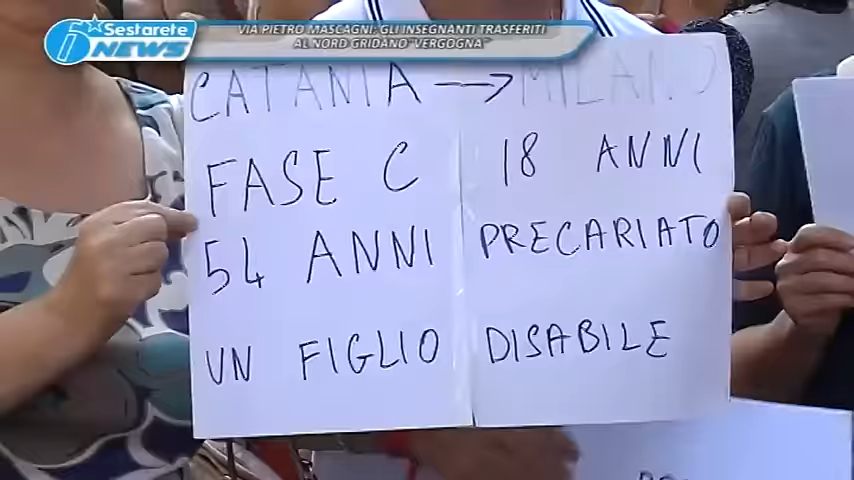 Sestarete
NEWS
VIA PIETRO MASCAGNI: GLI INSEGNANTI TRASFERITI
AL NORD GRIDANO "VERGOGNA"
CATANIA → MILANO
FASE C 18 ANNI
54 ANNI PRECARIATO
UN FIGLIO DISABILE